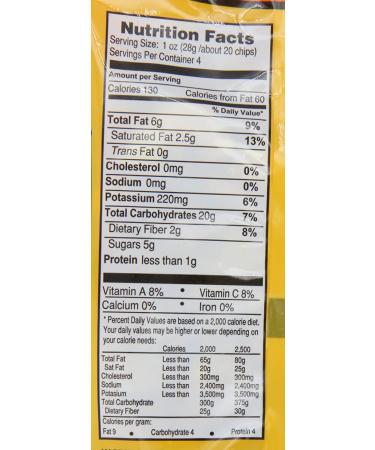 Nutrition Facts
Serving Size: 1 oz (28g /about 20 chips)
Servings Per Container 4
Amount per Serving
Calories 130 Calories from Fat 60
% Daily Value*
Total Fat 6g 9%
Saturated Fat 2.5g 13%
Trans Fat 0g
Cholesterol 0mg 0%
Sodium 0mg 0%
Potassium 220mg 6%
Total Carbohydrates 20g 7%
Dietary Fiber 2g 8%
Sugars 5g
Protein less than 1g
Vitamin A 8% • Vitamin C 8%
Calcium 0% • Iron 0%
* Percent Daily Values are based on a 2,000 calorie diet.
Your daily values may be higher or lower depending on
your calorie needs:
Calories 2,000 2,500
Total Fat Less than 65g 80g
Sat Fat Less than 20g 25g
Cholesterol Less than 300mg 300mg
Sodium Less than 2,400mg 2,400mg
Potassium Less than 3,500mg 3,500mg
Total Carbohydrate 300g 375g
Dietary Fiber 25g 30g
Calories per gram:
Fat 9 • Carbohydrate 4 • Protein 4